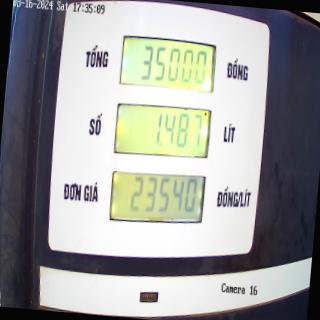 03-16-2024 Sat 17:35:09
TỔNG 35000 ĐỒNG
SỐ 1.487 LÍT
ĐƠN GIÁ 23540 ĐỒNG/LÍT
Camera 16